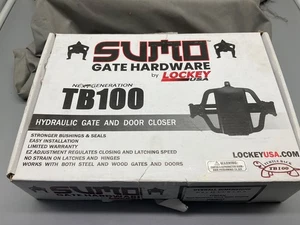 SUMO
GATE HARDWARE
by LOCKEY USA
NEXT GENERATION
TB100
HYDRAULIC GATE AND DOOR CLOSER
STRONGER BUSHINGS & SEALS
EASY INSTALLATION
LIMITED WARRANTY
EZ ADJUSTMENT REGULATES CLOSING AND LATCHING SPEED
NO STRAIN ON LATCHES AND HINGES
WORKS WITH BOTH STEEL AND WOOD GATES AND DOORS
WARNING
LOCKEYUSA.COM
TB100